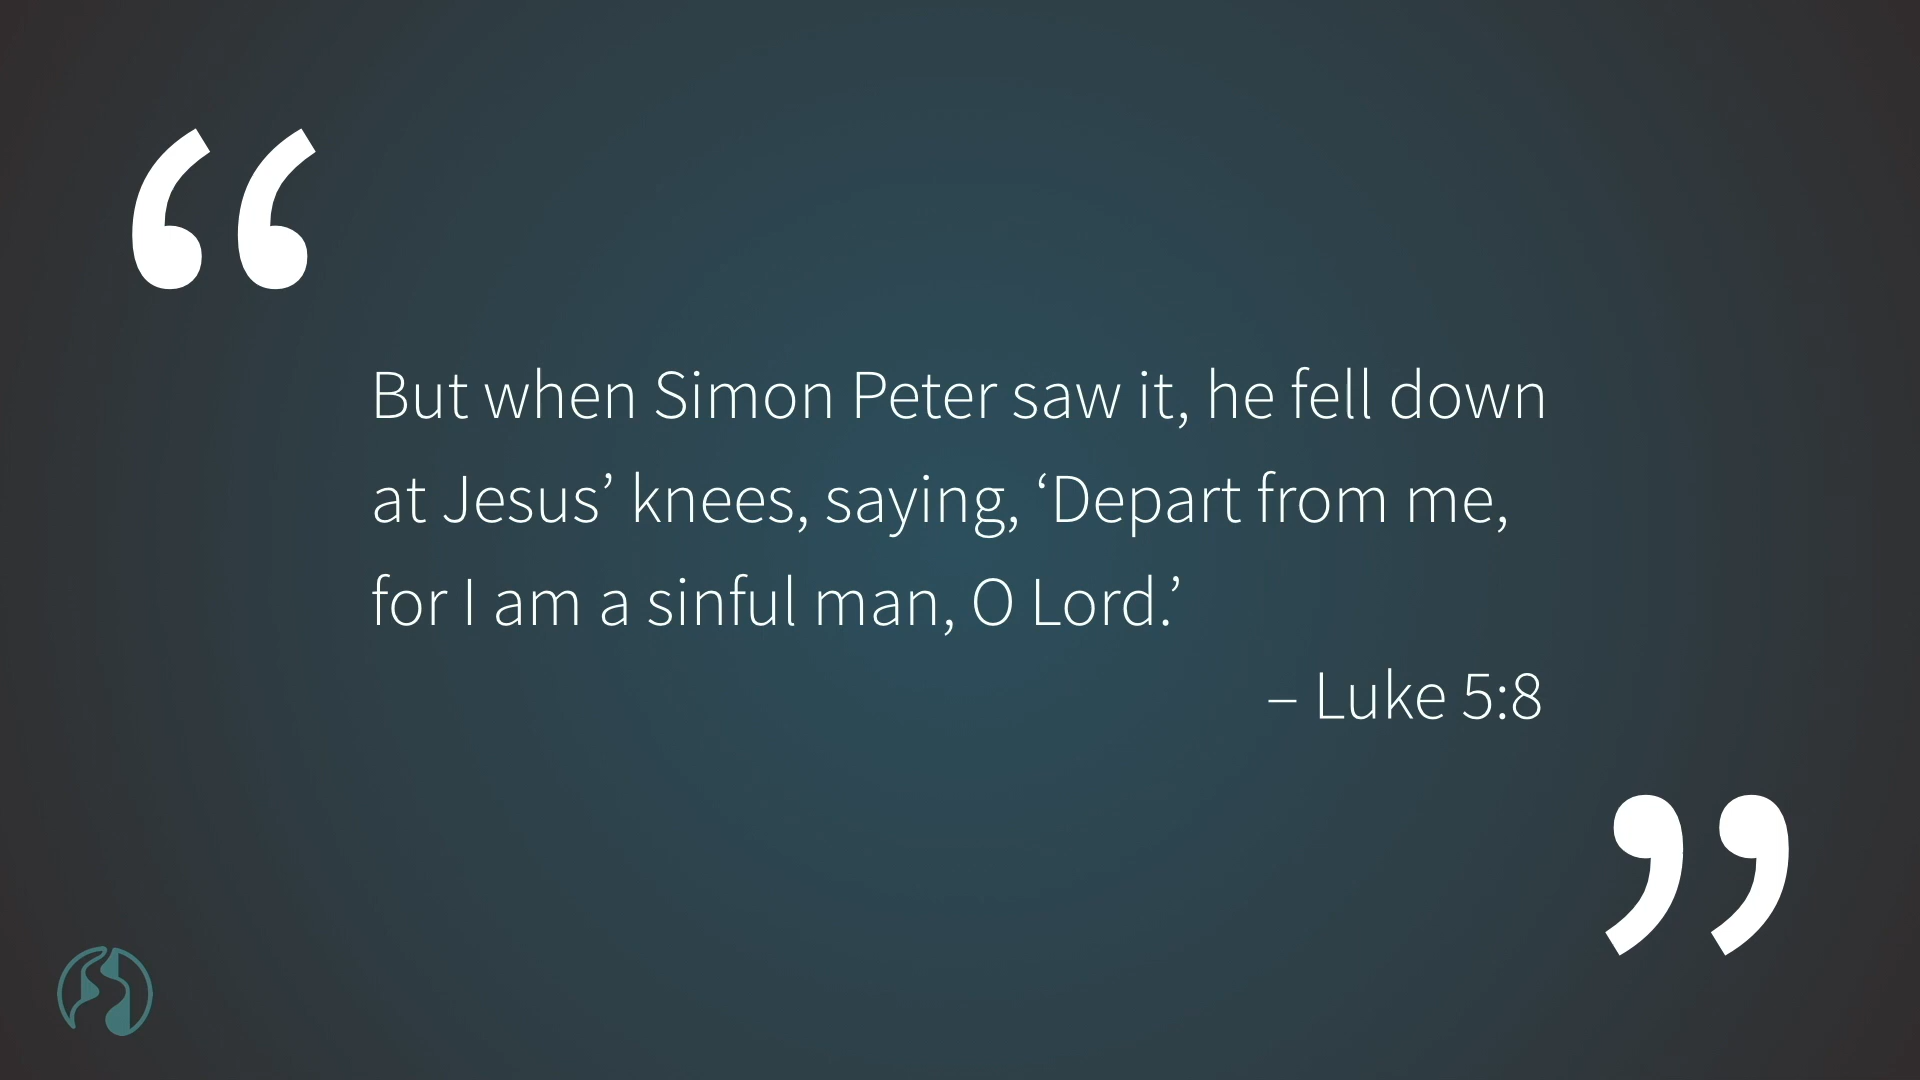 “
But when Simon Peter saw it, he fell down
at Jesus’ knees, saying, ‘Depart from me,
for I am a sinful man, O Lord.’
– Luke 5:8
”